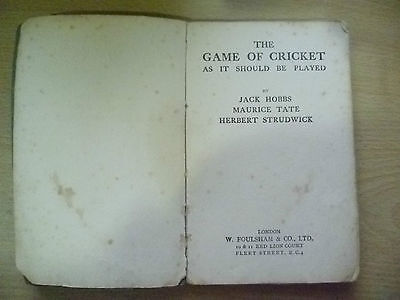 THE
GAME OF CRICKET
AS IT SHOULD BE PLAYED
BY
JACK HOBBS
MAURICE TATE
HERBERT STRUDWICK
LONDON
W. FOULSHAM & CO., LTD.
10 & 11 RED LION COURT
FLEET STREET, E.C.4